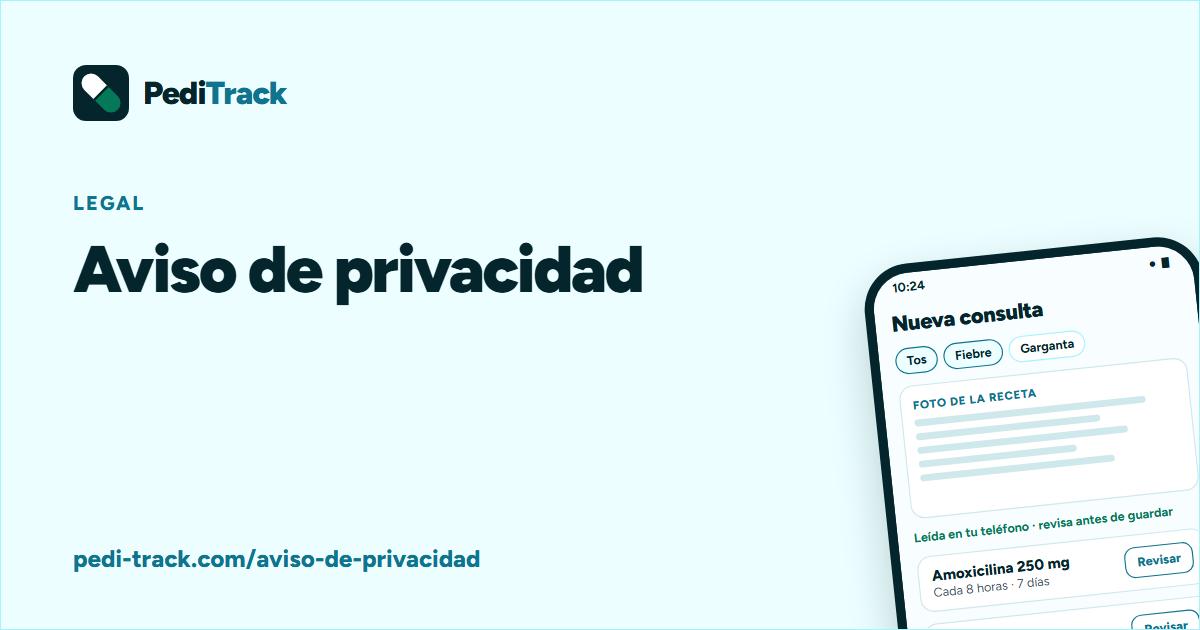 PediTrack
LEGAL
Aviso de privacidad
pedi-track.com/aviso-de-privacidad
10:24
Nueva consulta
Tos
Fiebre
Garganta
FOTO DE LA RECETA
Leída en tu teléfono · revisa antes de guardar
Amoxicilina 250 mg
Cada 8 horas · 7 días
Revisar
Revisar